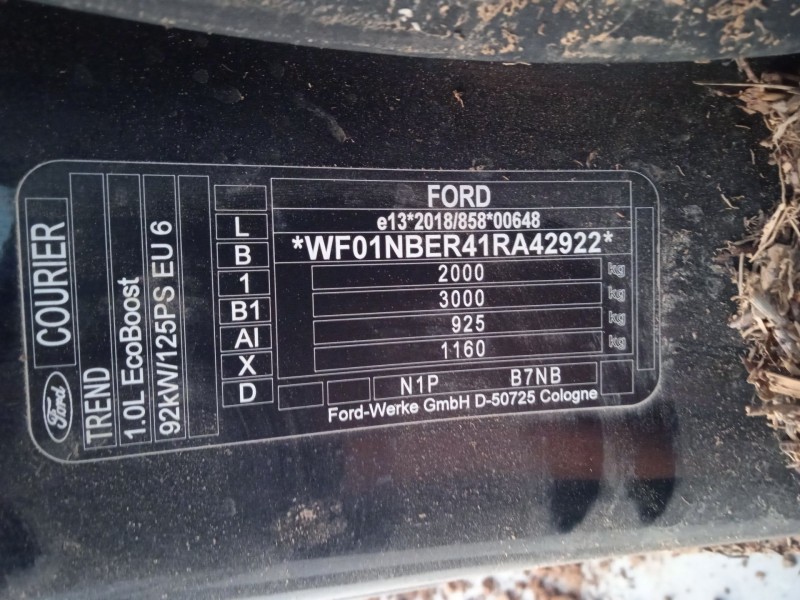 FORD
e13*2018/858*00648
*WF01NBER41RA42922*
2000 kg
3000 kg
925 kg
1160 kg
N1P B7NB
Ford-Werke GmbH D-50725 Cologne
L
B
1
B1
AI
X
D
Ford
COURIER
TREND
1.0L EcoBoost
92kW/125PS EU 6